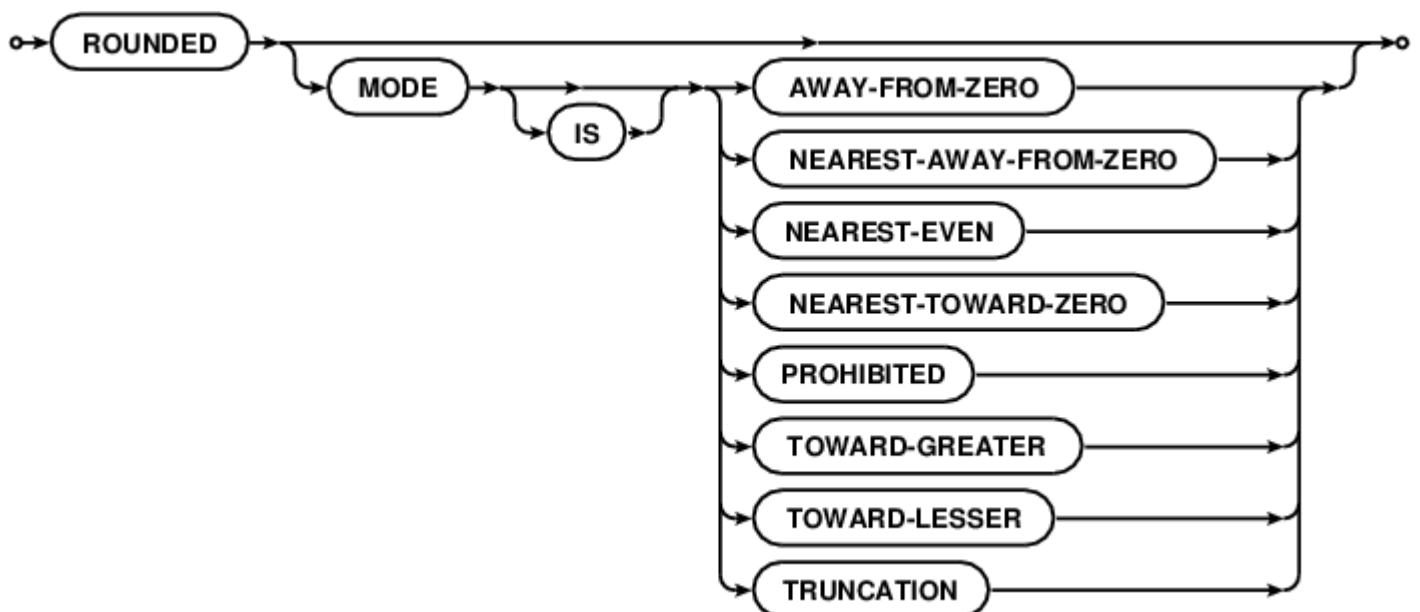 ROUNDED
MODE
AWAY-FROM-ZERO
IS
NEAREST-AWAY-FROM-ZERO
NEAREST-EVEN
NEAREST-TOWARD-ZERO
PROHIBITED
TOWARD-GREATER
TOWARD-LESSER
TRUNCATION